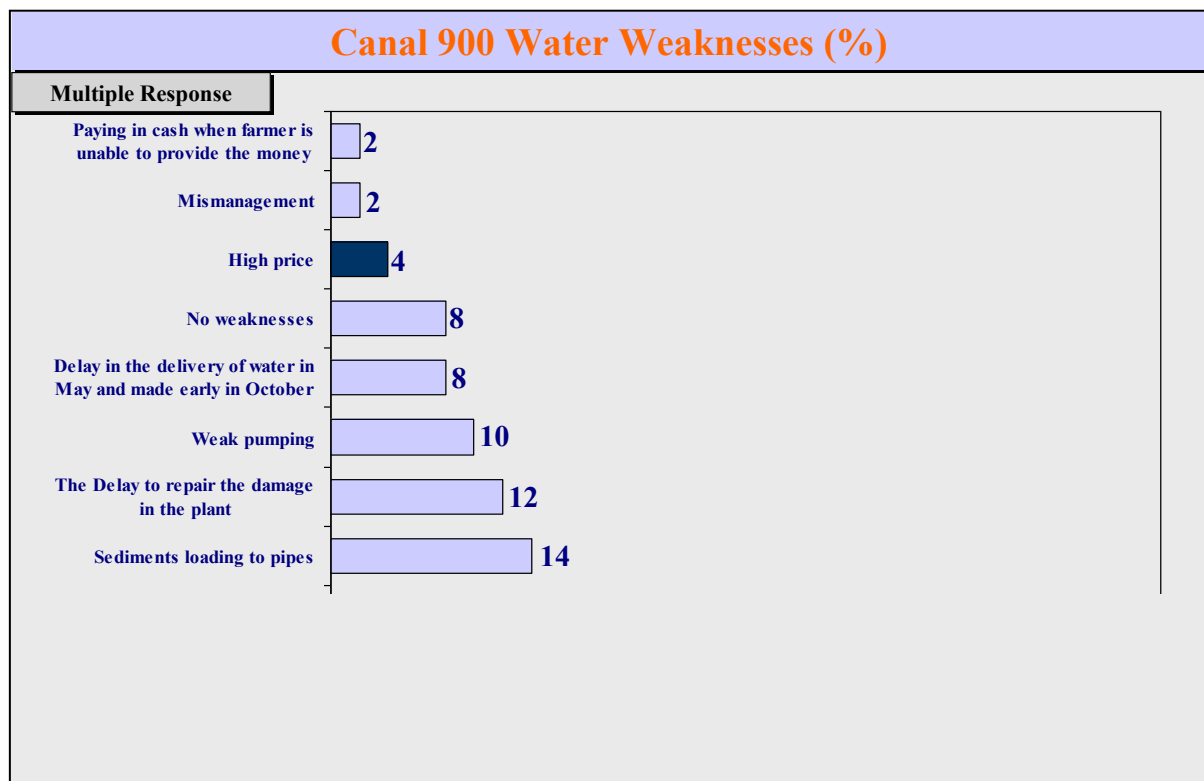 Canal 900 Water Weaknesses (%)
Multiple Response
Paying in cash when farmer is
unable to provide the money
2
Mismanagement
2
High price
4
No weaknesses
8
Delay in the delivery of water in
May and made early in October
8
Weak pumping
10
The Delay to repair the damage
in the plant
12
Sediments loading to pipes
14